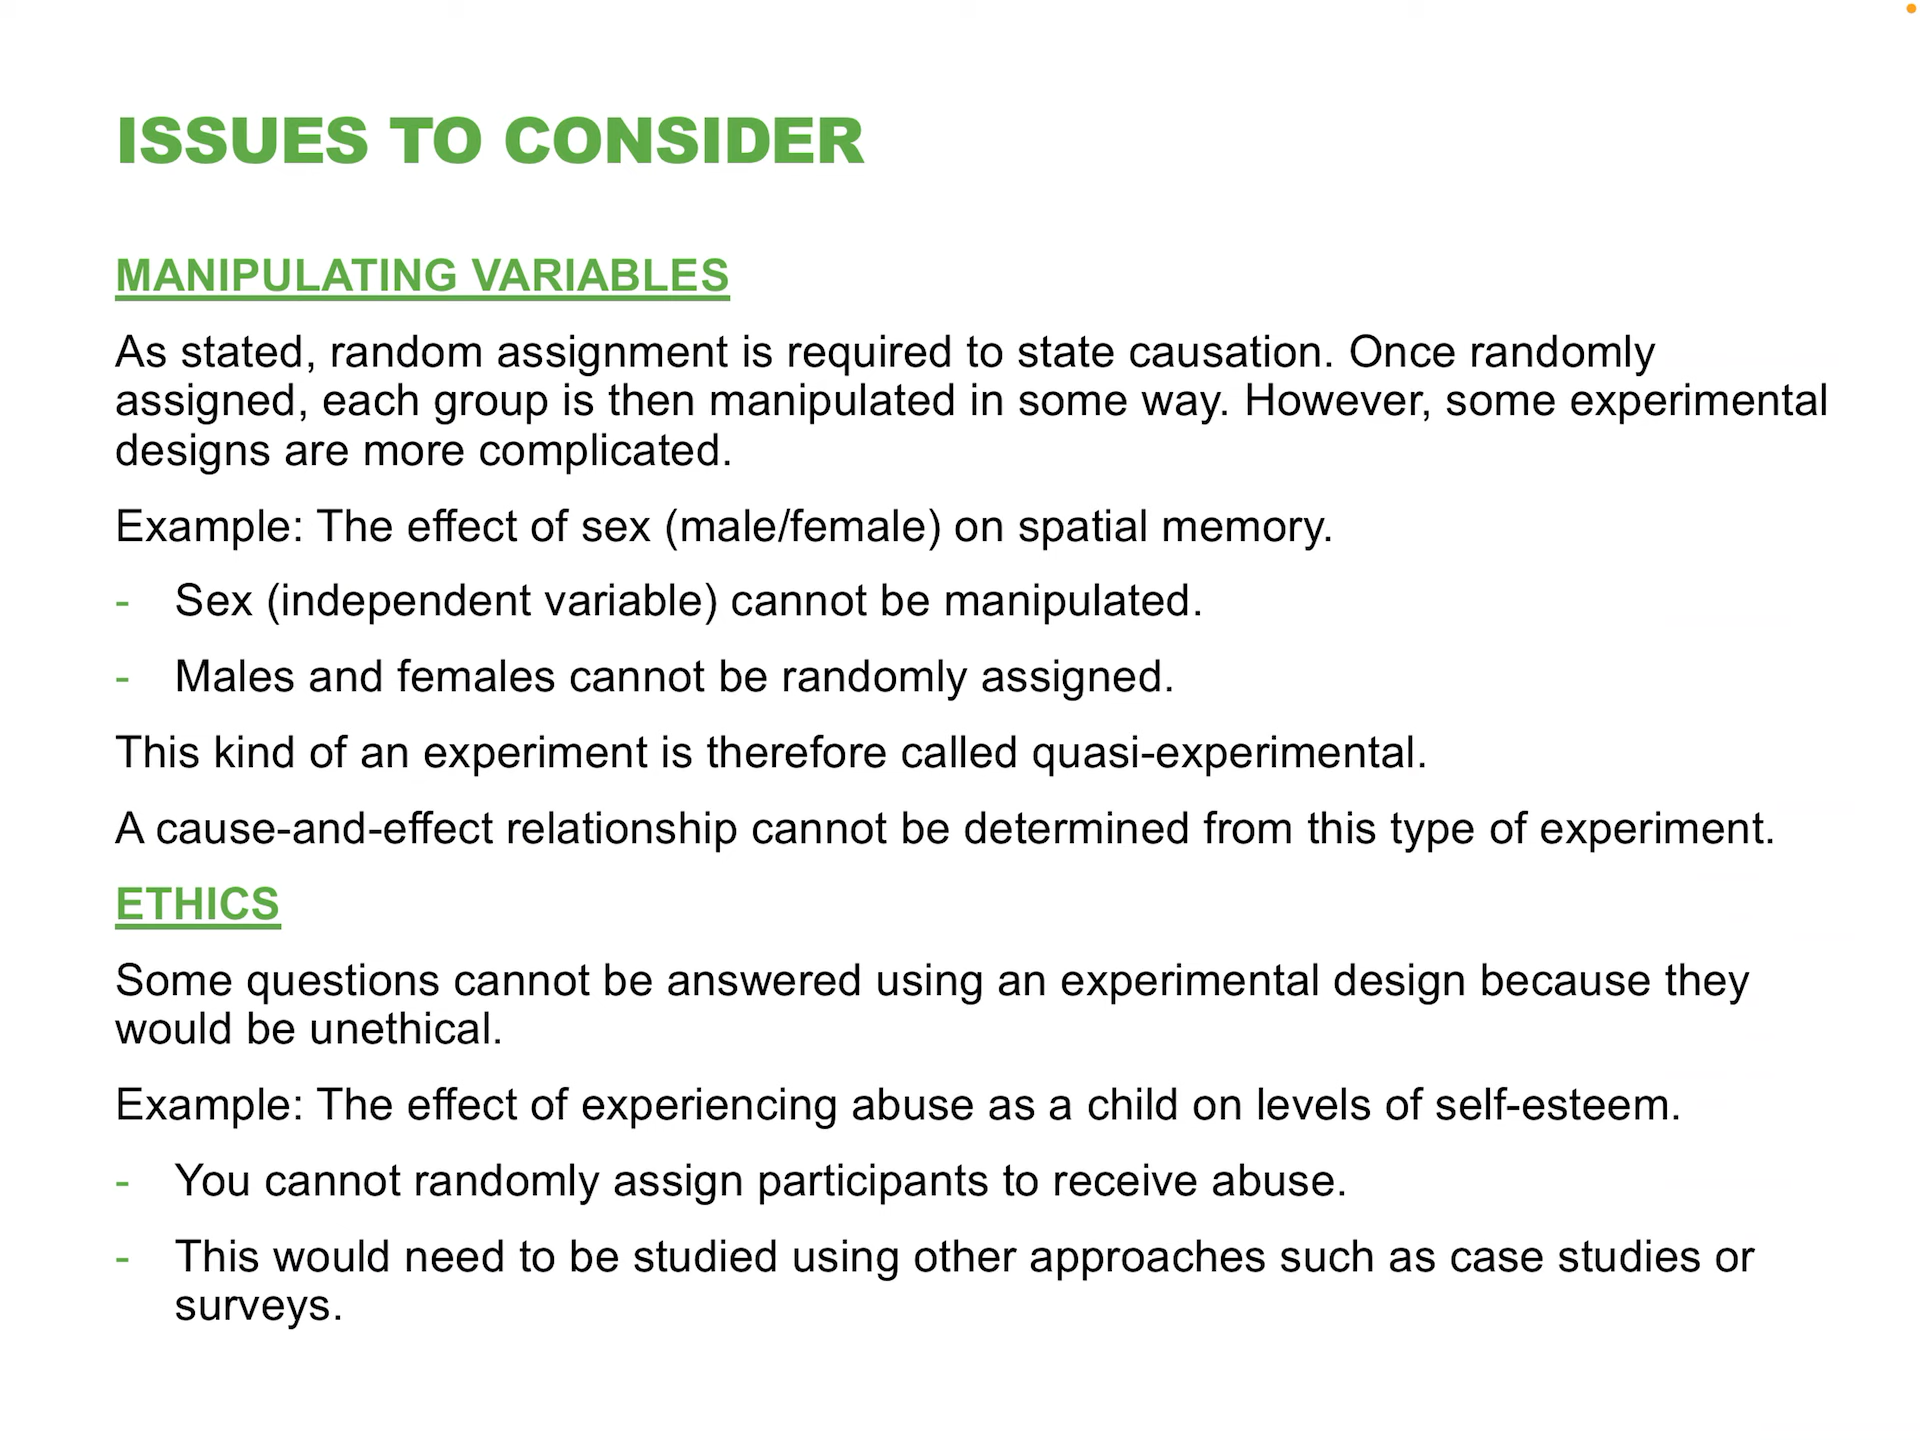 ISSUES TO CONSIDER
MANIPULATING VARIABLES
As stated, random assignment is required to state causation. Once randomly
assigned, each group is then manipulated in some way. However, some experimental
designs are more complicated.
Example: The effect of sex (male/female) on spatial memory.
- Sex (independent variable) cannot be manipulated.
- Males and females cannot be randomly assigned.
This kind of an experiment is therefore called quasi-experimental.
A cause-and-effect relationship cannot be determined from this type of experiment.
ETHICS
Some questions cannot be answered using an experimental design because they
would be unethical.
Example: The effect of experiencing abuse as a child on levels of self-esteem.
- You cannot randomly assign participants to receive abuse.
- This would need to be studied using other approaches such as case studies or
surveys.